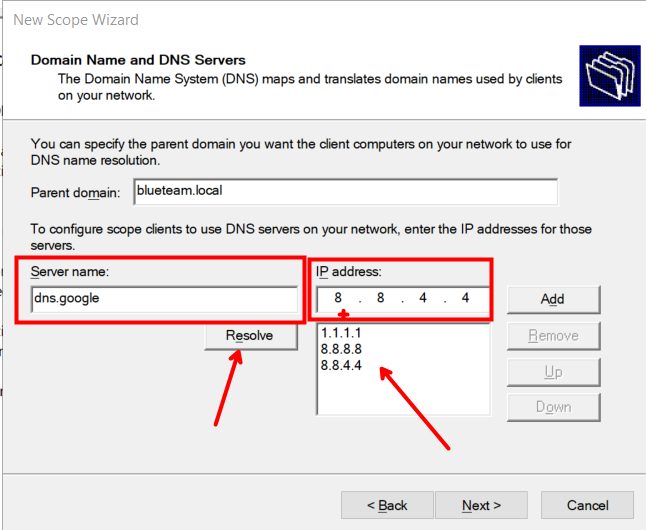 New Scope Wizard
Domain Name and DNS Servers
The Domain Name System (DNS) maps and translates domain names used by clients
on your network.
You can specify the parent domain you want the client computers on your network to use for
DNS name resolution.
Parent domain: blueteam.local
To configure scope clients to use DNS servers on your network, enter the IP addresses for those
servers.
Server name: IP address:
dns.google 8 . 8 . 4 . 4 Add
Resolve 1.1.1.1 Remove
8.8.8.8
8.8.4.4 Up
Down
< Back Next > Cancel